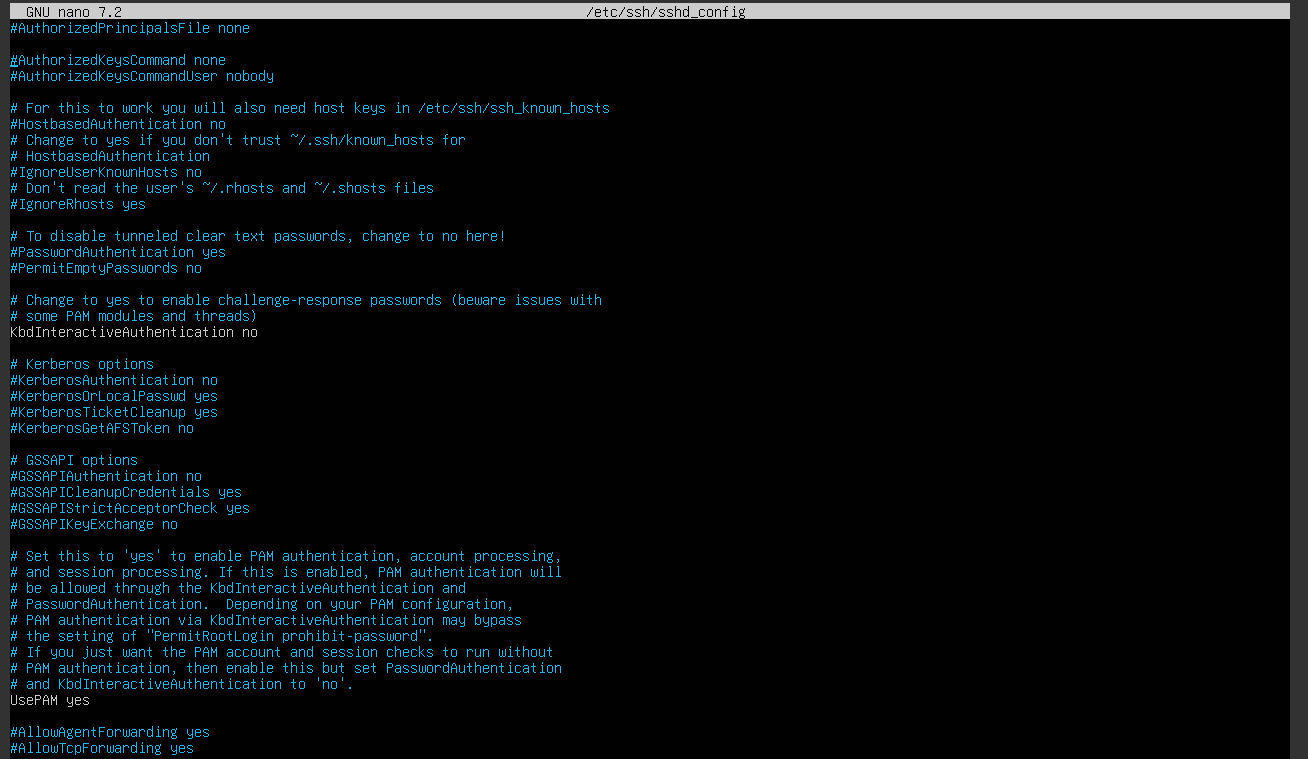 GNU nano 7.2 /etc/ssh/sshd_config
#AuthorizedPrincipalsFile none
#AuthorizedKeysCommand none
#AuthorizedKeysCommandUser nobody
# For this to work you will also need host keys in /etc/ssh/ssh_known_hosts
#HostbasedAuthentication no
# Change to yes if you don't trust ~/.ssh/known_hosts for
# HostbasedAuthentication
#IgnoreUserKnownHosts no
# Don't read the user's ~/.rhosts and ~/.shosts files
#IgnoreRhosts yes
# To disable tunneled clear text passwords, change to no here!
#PasswordAuthentication yes
#PermitEmptyPasswords no
# Change to yes to enable challenge-response passwords (beware issues with
# some PAM modules and threads)
KbdInteractiveAuthentication no
# Kerberos options
#KerberosAuthentication no
#KerberosOrLocalPasswd yes
#KerberosTicketCleanup yes
#KerberosGetAFSToken no
# GSSAPI options
#GSSAPIAuthentication no
#GSSAPICleanupCredentials yes
#GSSAPIStrictAcceptorCheck yes
#GSSAPIKeyExchange no
# Set this to 'yes' to enable PAM authentication, account processing,
# and session processing. If this is enabled, PAM authentication will
# be allowed through the KbdInteractiveAuthentication and
# PasswordAuthentication.  Depending on your PAM configuration,
# PAM authentication via KbdInteractiveAuthentication may bypass
# the setting of "PermitRootLogin prohibit-password".
# If you just want the PAM account and session checks to run without
# PAM authentication, then enable this but set PasswordAuthentication
# and KbdInteractiveAuthentication to 'no'.
UsePAM yes
#AllowAgentForwarding yes
#AllowTcpForwarding yes